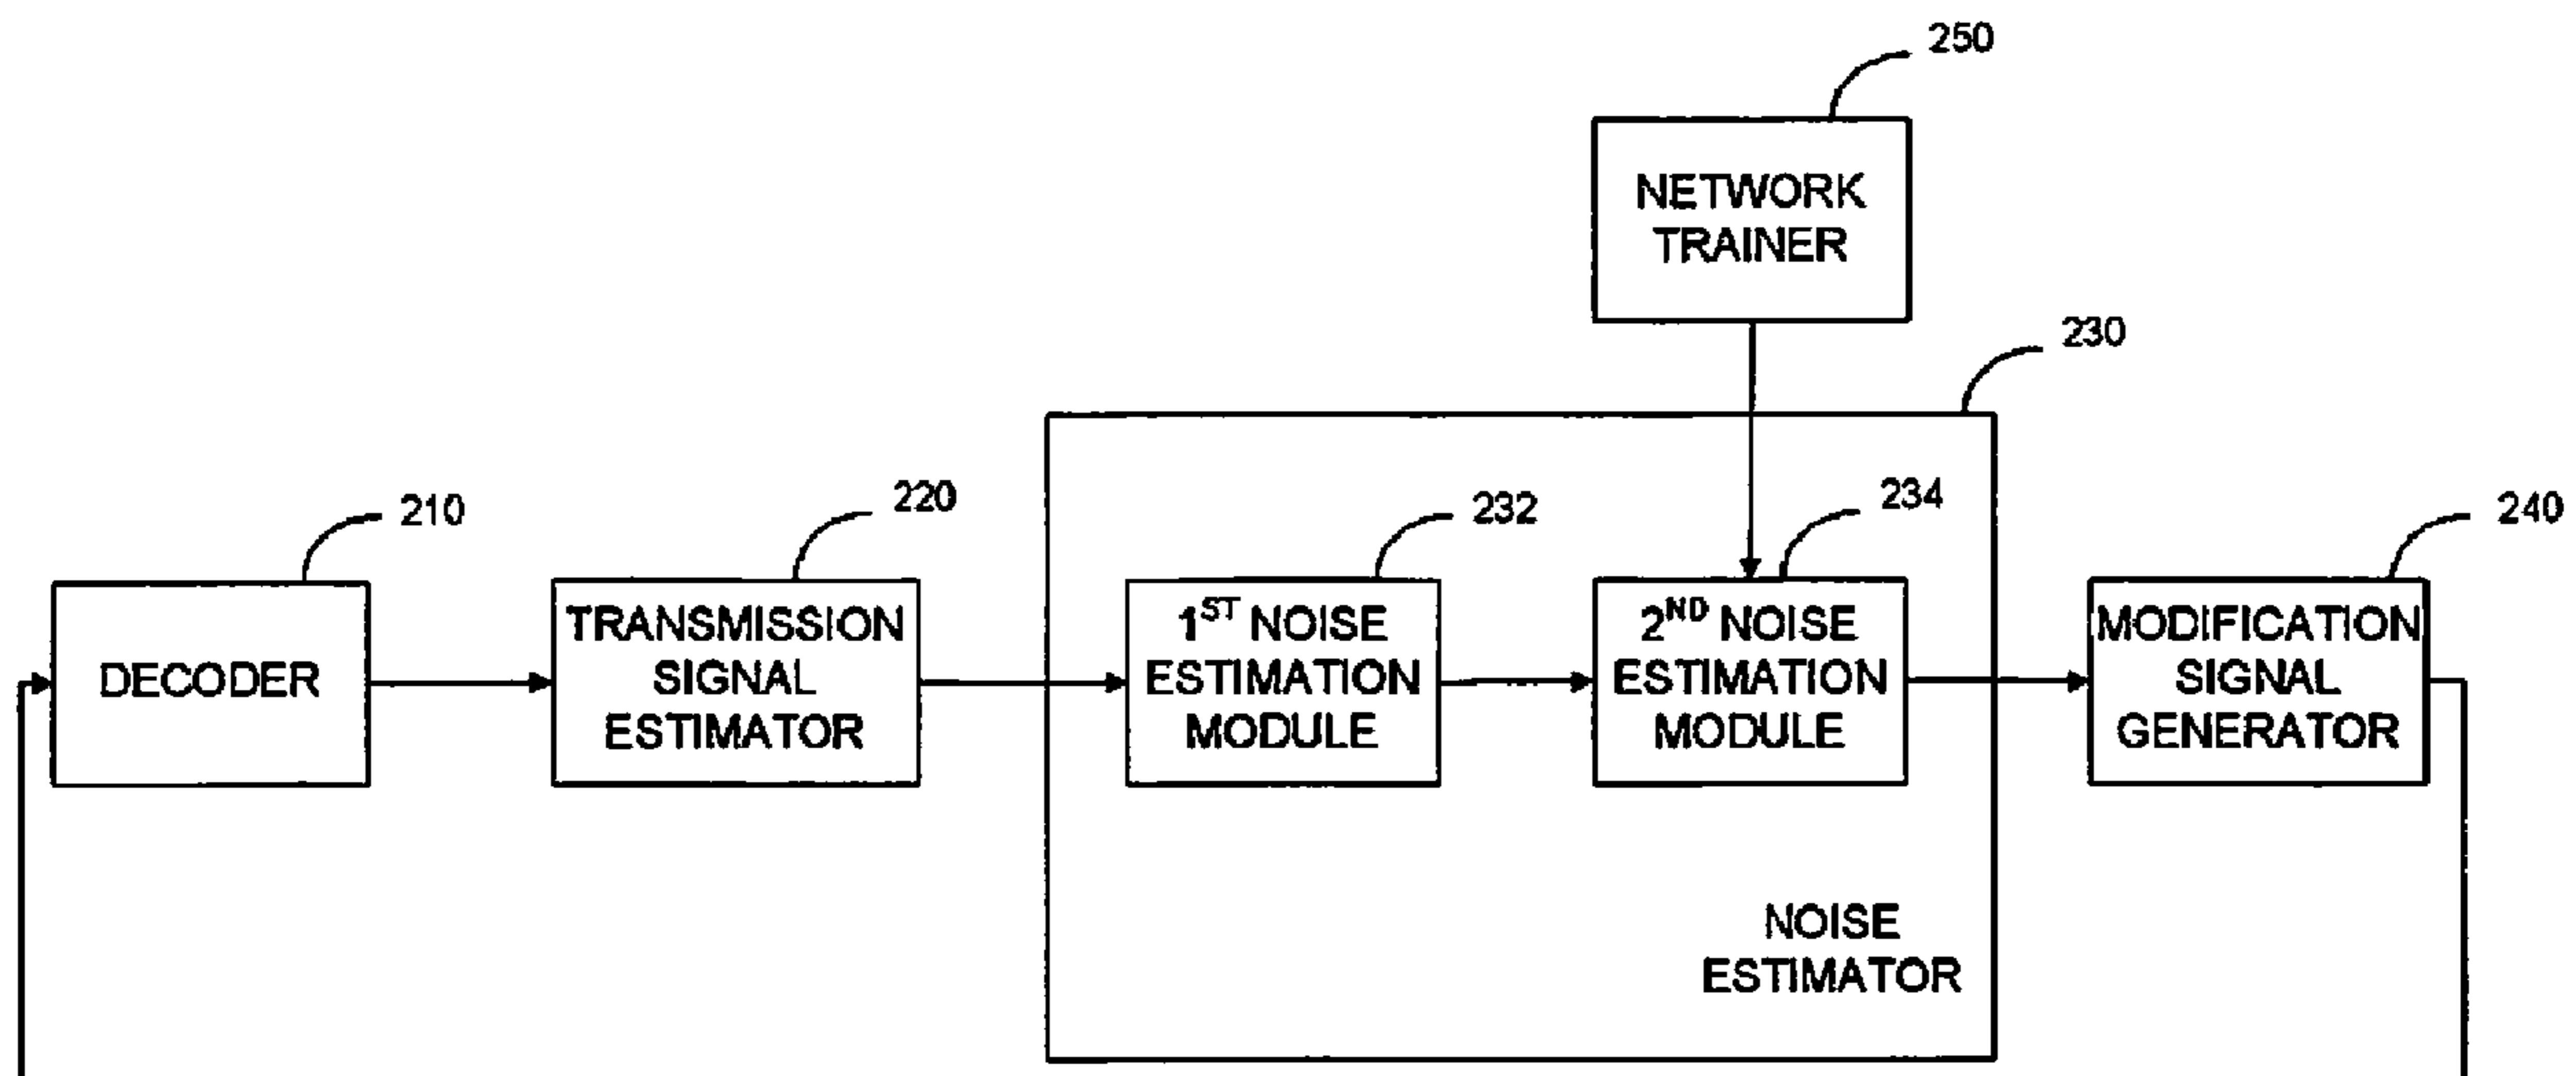 250
NETWORK
TRAINER
230
210
220
232
234
240
DECODER
TRANSMISSION
SIGNAL
ESTIMATOR
1ST NOISE
ESTIMATION
MODULE
2ND NOISE
ESTIMATION
MODULE
MODIFICATION
SIGNAL
GENERATOR
NOISE
ESTIMATOR